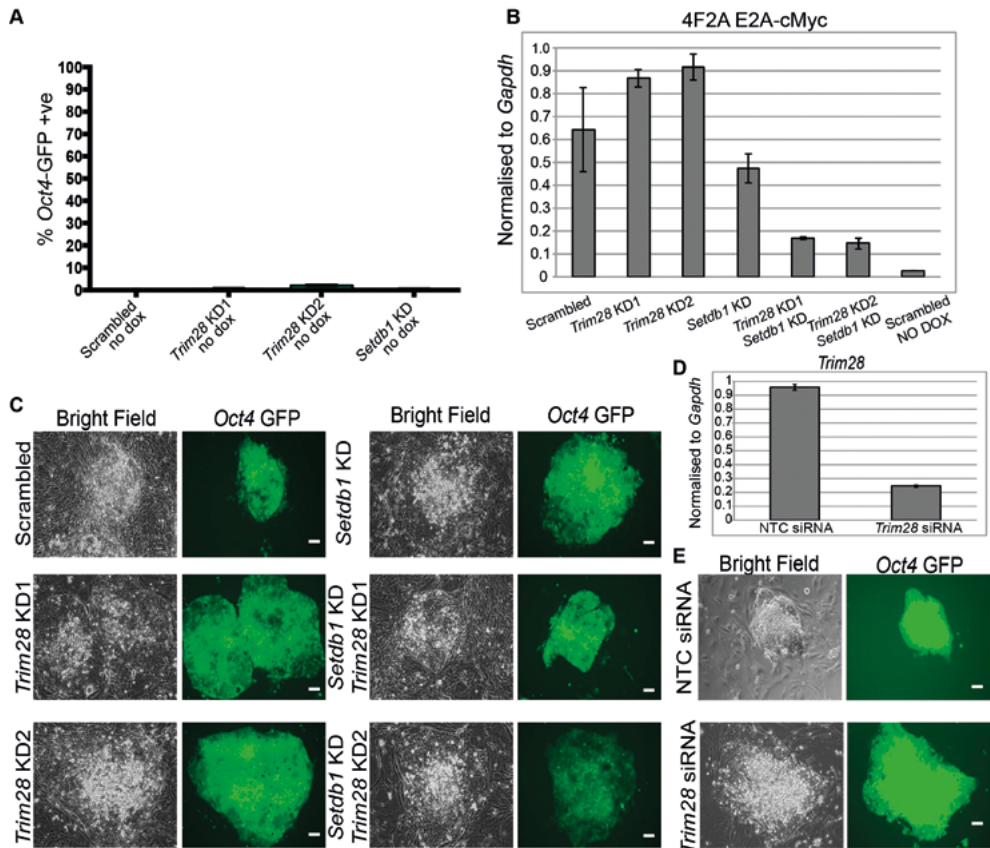 A
% Oct4-GFP +ve
100
90
80
70
60
50
40
30
20
10
0
Scrambled
no dox
Trim28 KD1
no dox
Trim28 KD2
no dox
Setdb1 KD
no dox
B
4F2A E2A-cMyc
Normalised to Gapdh
1.0
0.9
0.8
0.7
0.6
0.5
0.4
0.3
0.2
0.1
0
Scrambled
Trim28 KD1
Trim28 KD2
Setdb1 KD
Trim28 KD1
Setdb1 KD
Trim28 KD2
Setdb1 KD
Scrambled
NO DOX
C
Bright Field
Oct4 GFP
Bright Field
Oct4 GFP
Scrambled
Setdb1 KD
Trim28 KD1
Setdb1 KD
Trim28 KD1
Trim28 KD2
Setdb1 KD
Trim28 KD2
D
Trim28
Normalised to Gapdh
1
0.9
0.8
0.7
0.6
0.5
0.4
0.3
0.2
0.1
0
NTC siRNA
Trim28 siRNA
E
Bright Field
Oct4 GFP
NTC siRNA
Trim28 siRNA